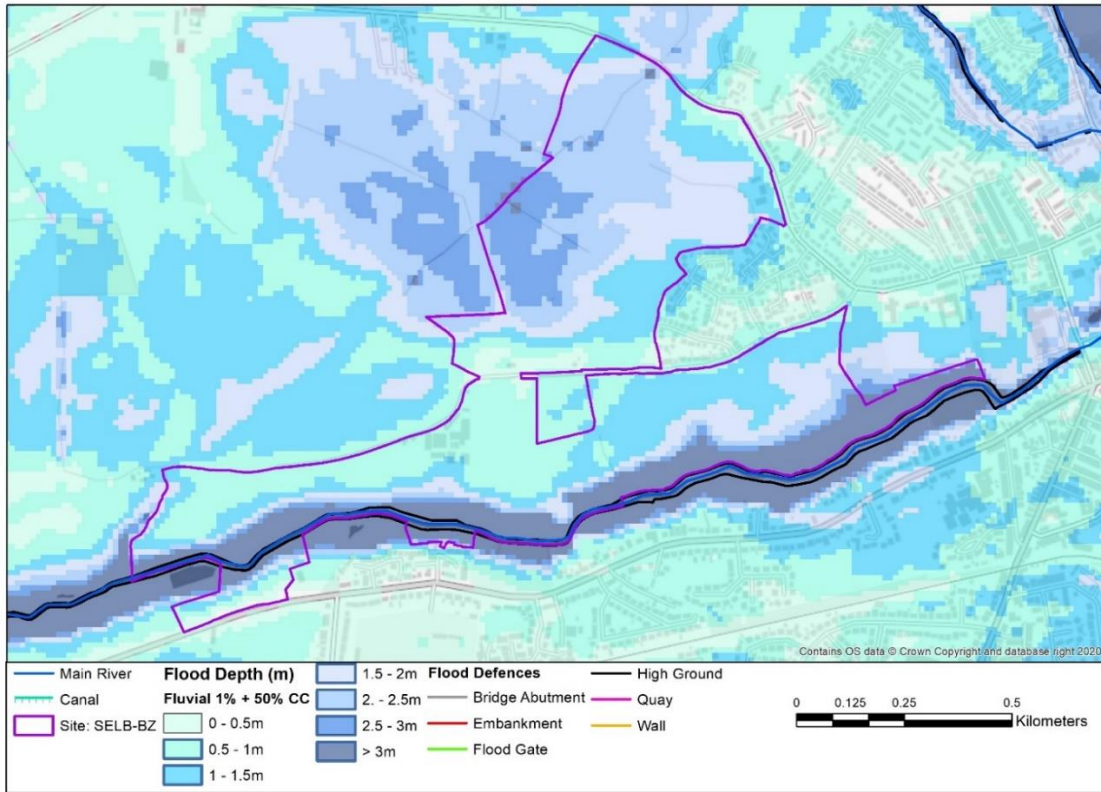 Contains OS data © Crown Copyright and database right 2020
Main River
Canal
Site: SELB-BZ
Flood Depth (m)
Fluvial 1% + 50% CC
0 - 0.5m
0.5 - 1m
1 - 1.5m
1.5 - 2m
2. - 2.5m
2.5 - 3m
> 3m
Flood Defences
Bridge Abutment
Embankment
Flood Gate
High Ground
Quay
Wall
0 0.125 0.25 0.5
Kilometers